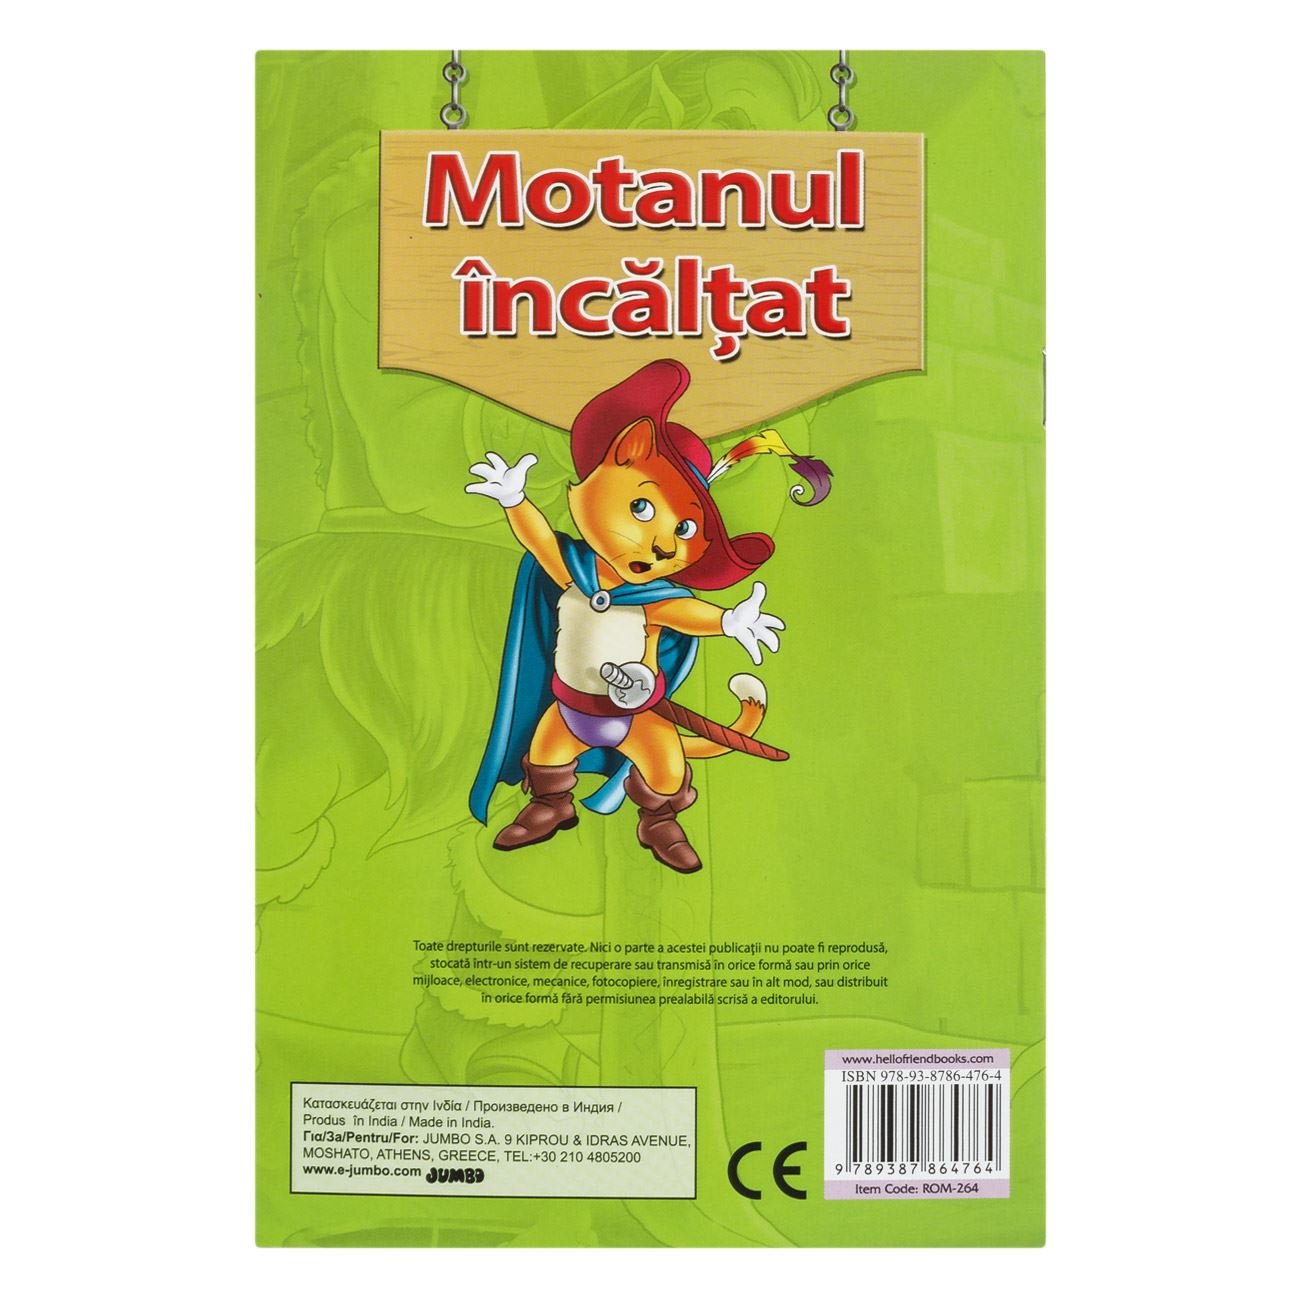 Motanul
încălțat
Toate drepturile sunt rezervate. Nici o parte a acestei publicații nu poate fi reprodusă,
stocată într-un sistem de recuperare sau transmisă în orice formă sau prin orice
mijloace, electronice, mecanice, fotocopiere, înregistrare sau în alt mod, sau distribuit
în orice formă fără permisiunea prealabilă scrisă a editorului.
Κατασκευάζεται στην Ινδία / Произведено в Индия /
Produs în India / Made in India.
Για/За/Pentru/For: JUMBO S.A. 9 KIPROU & IDRAS AVENUE,
MOSHATO, ATHENS, GREECE, TEL:+30 210 4805200
www.e-jumbo.com JUMBO
CE
www.hellofriendbooks.com
ISBN 978-93-8786-476-4
9 789387 864764
Item Code: ROM-264